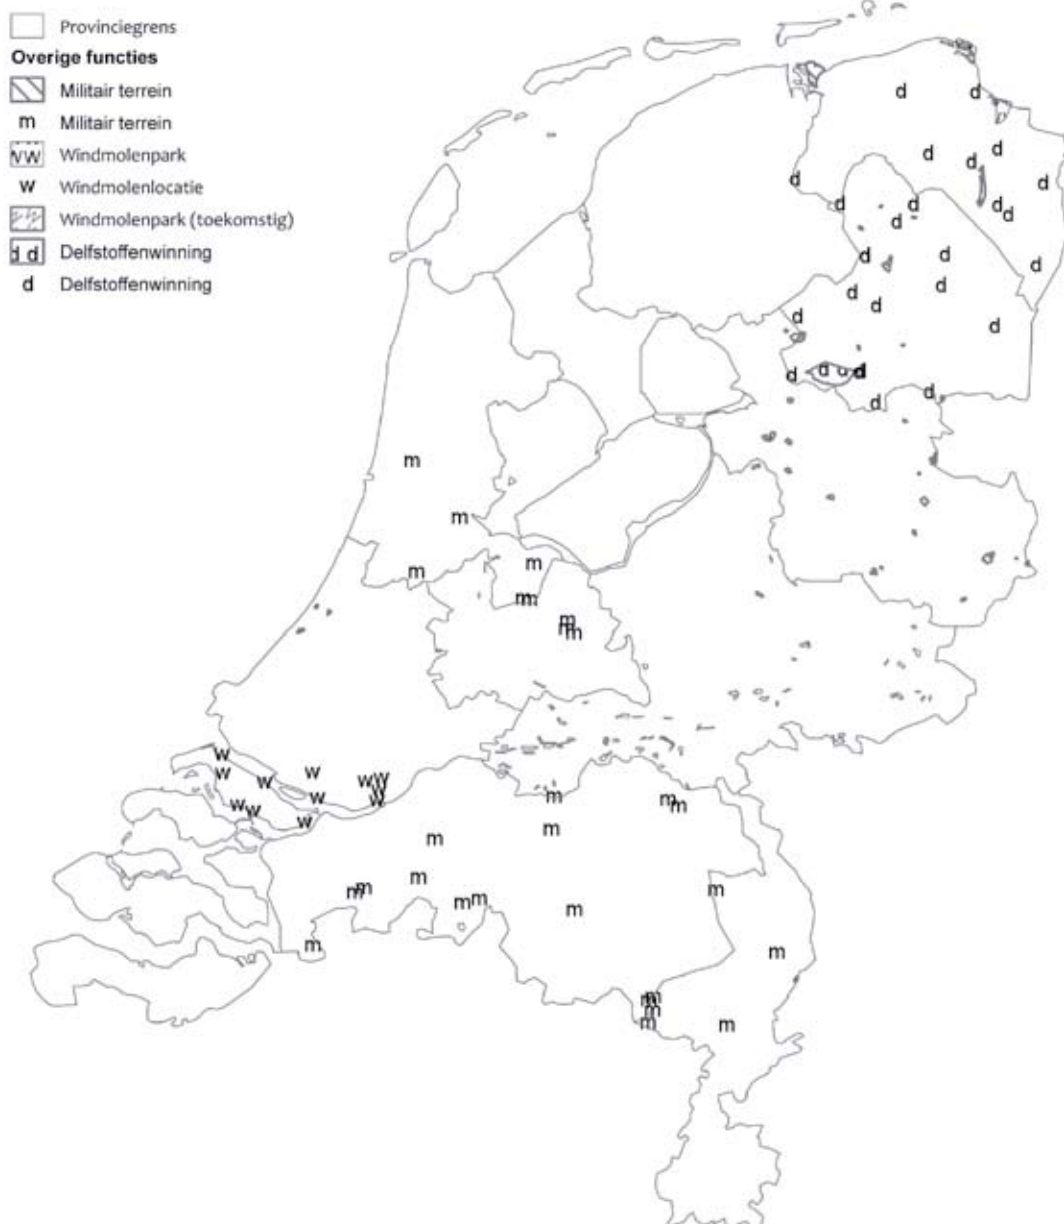 Provinciegrens
Overige functies
Militair terrein
m Militair terrein
w w Windmolenpark
w Windmolenlocatie
Windmolenpark (toekomstig)
d d Delfstoffenwinning
d Delfstoffenwinning
d d
d d d
d d
d d d d d
d
d d d
d d d
d d
d d d d
d d
m
m
m m
m m
m
m
m
w
w w w w
w
w w w
w w
w
m m m
m m
m
m m m
m m m
m
m
m
m
m
m
m
m